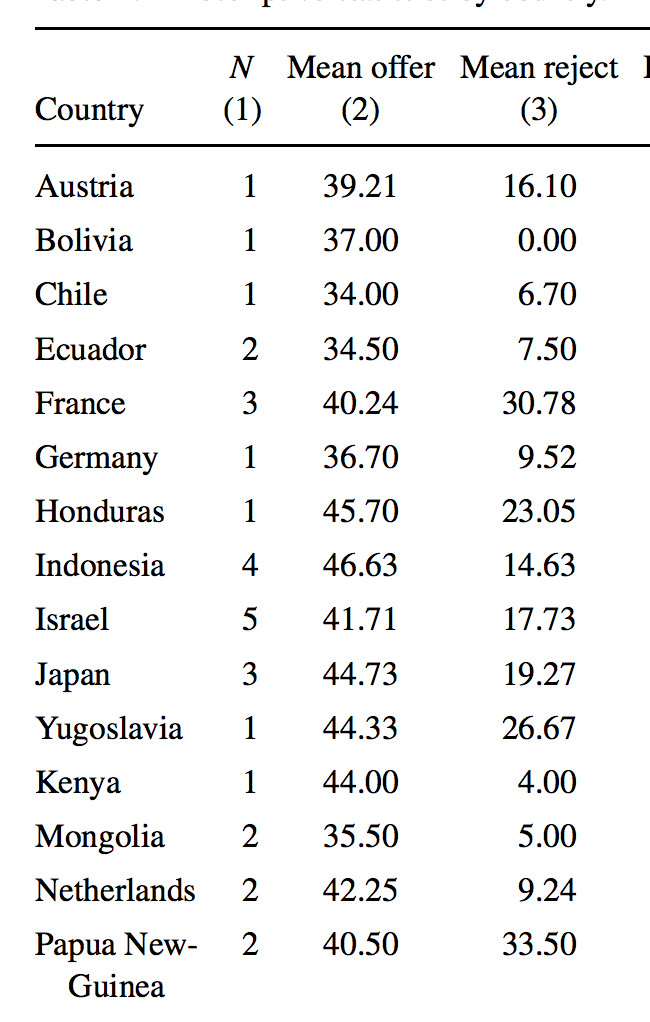 N Mean offer Mean reject
Country (1) (2) (3)
Austria 1 39.21 16.10
Bolivia 1 37.00 0.00
Chile 1 34.00 6.70
Ecuador 2 34.50 7.50
France 3 40.24 30.78
Germany 1 36.70 9.52
Honduras 1 45.70 23.05
Indonesia 4 46.63 14.63
Israel 5 41.71 17.73
Japan 3 44.73 19.27
Yugoslavia 1 44.33 26.67
Kenya 1 44.00 4.00
Mongolia 2 35.50 5.00
Netherlands 2 42.25 9.24
Papua New- 2 40.50 33.50
Guinea